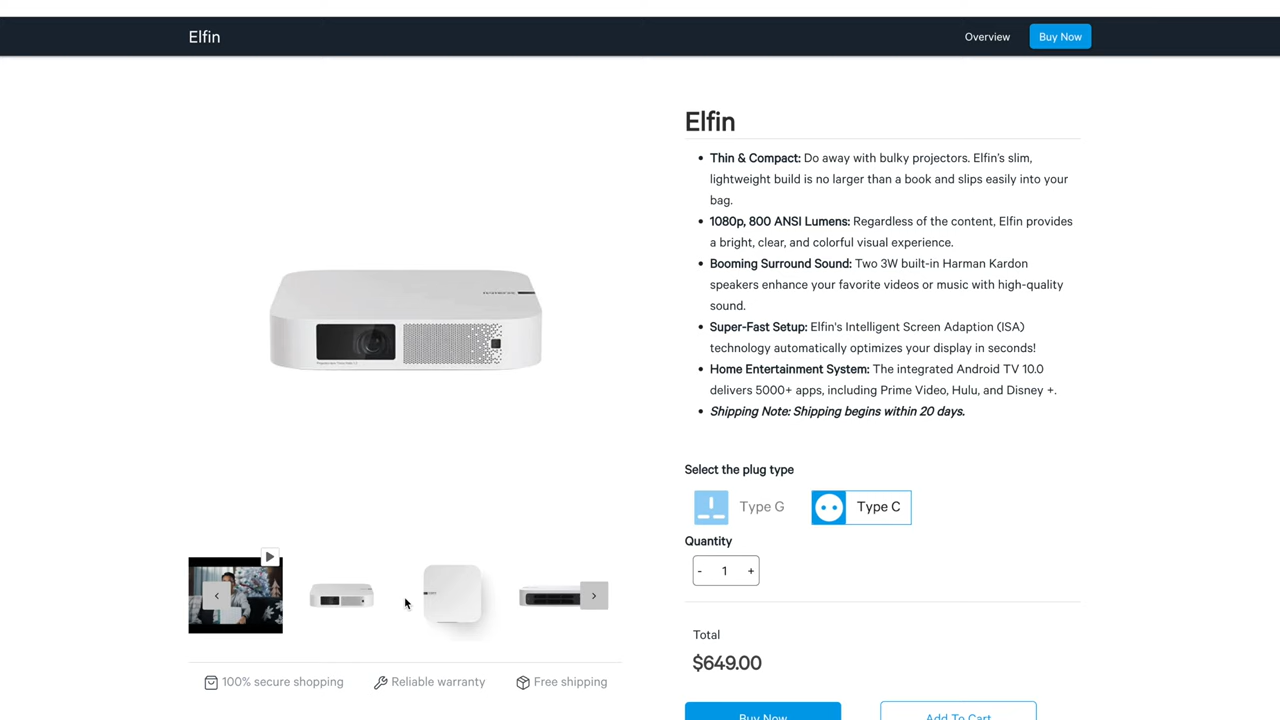 Elfin
Overview
Buy Now
Elfin
Thin & Compact: Do away with bulky projectors. Elfin's slim,
lightweight build is no larger than a book and slips easily into your
bag.
1080p, 800 ANSI Lumens: Regardless of the content, Elfin provides
a bright, clear, and colorful visual experience.
Booming Surround Sound: Two 3W built-in Harman Kardon
speakers enhance your favorite videos or music with high-quality
sound.
Super-Fast Setup: Elfin's Intelligent Screen Adaption (ISA)
technology automatically optimizes your display in seconds!
Home Entertainment System: The integrated Android TV 10.0
delivers 5000+ apps, including Prime Video, Hulu, and Disney +.
Shipping Note: Shipping begins within 20 days.
Select the plug type
Type G
Type C
Quantity
- 1 +
Total
$649.00
100% secure shopping
Reliable warranty
Free shipping
Buy Now
Add To Cart